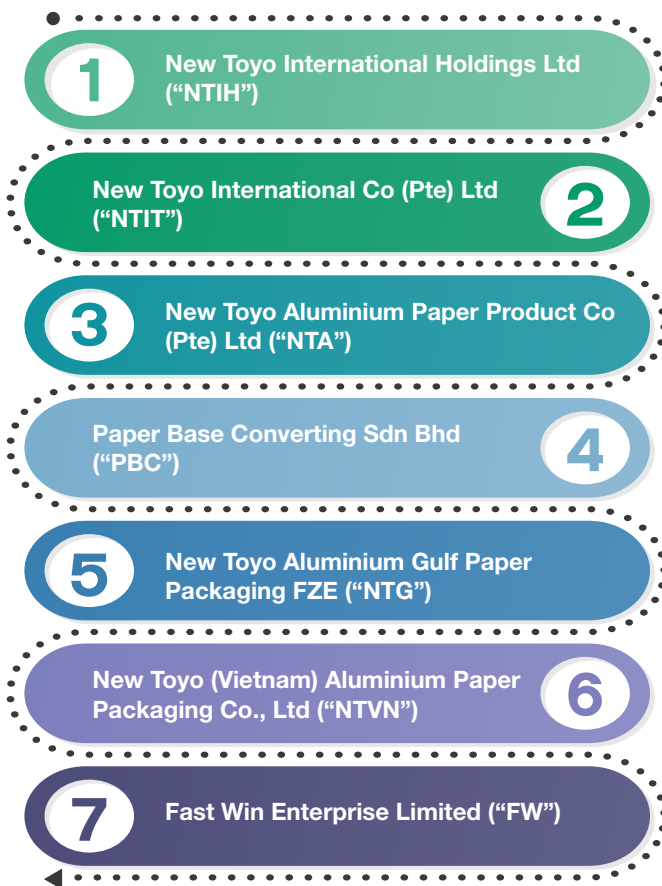 1
New Toyo International Holdings Ltd
(“NTIH”)
New Toyo International Co (Pte) Ltd
(“NTIT”)
2
3
New Toyo Aluminium Paper Product Co
(Pte) Ltd (“NTA”)
Paper Base Converting Sdn Bhd
(“PBC”)
4
5
New Toyo Aluminium Gulf Paper
Packaging FZE (“NTG”)
New Toyo (Vietnam) Aluminium Paper
Packaging Co., Ltd (“NTVN”)
6
7
Fast Win Enterprise Limited (“FW”)